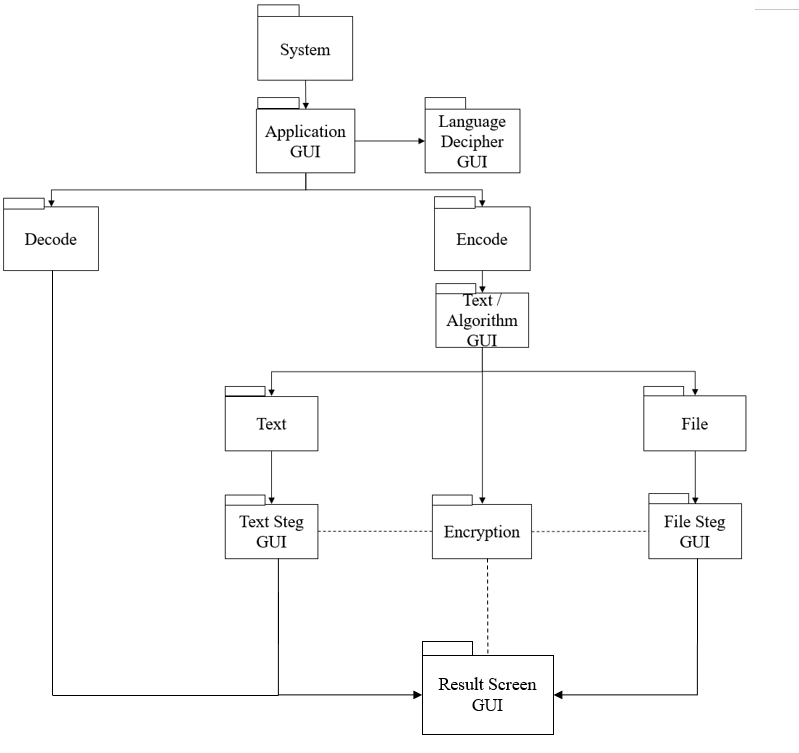 System
Application
GUI
Language
Decipher
GUI
Decode
Encode
Text /
Algorithm
GUI
Text
File
Text Steg
GUI
Encryption
File Steg
GUI
Result Screen
GUI